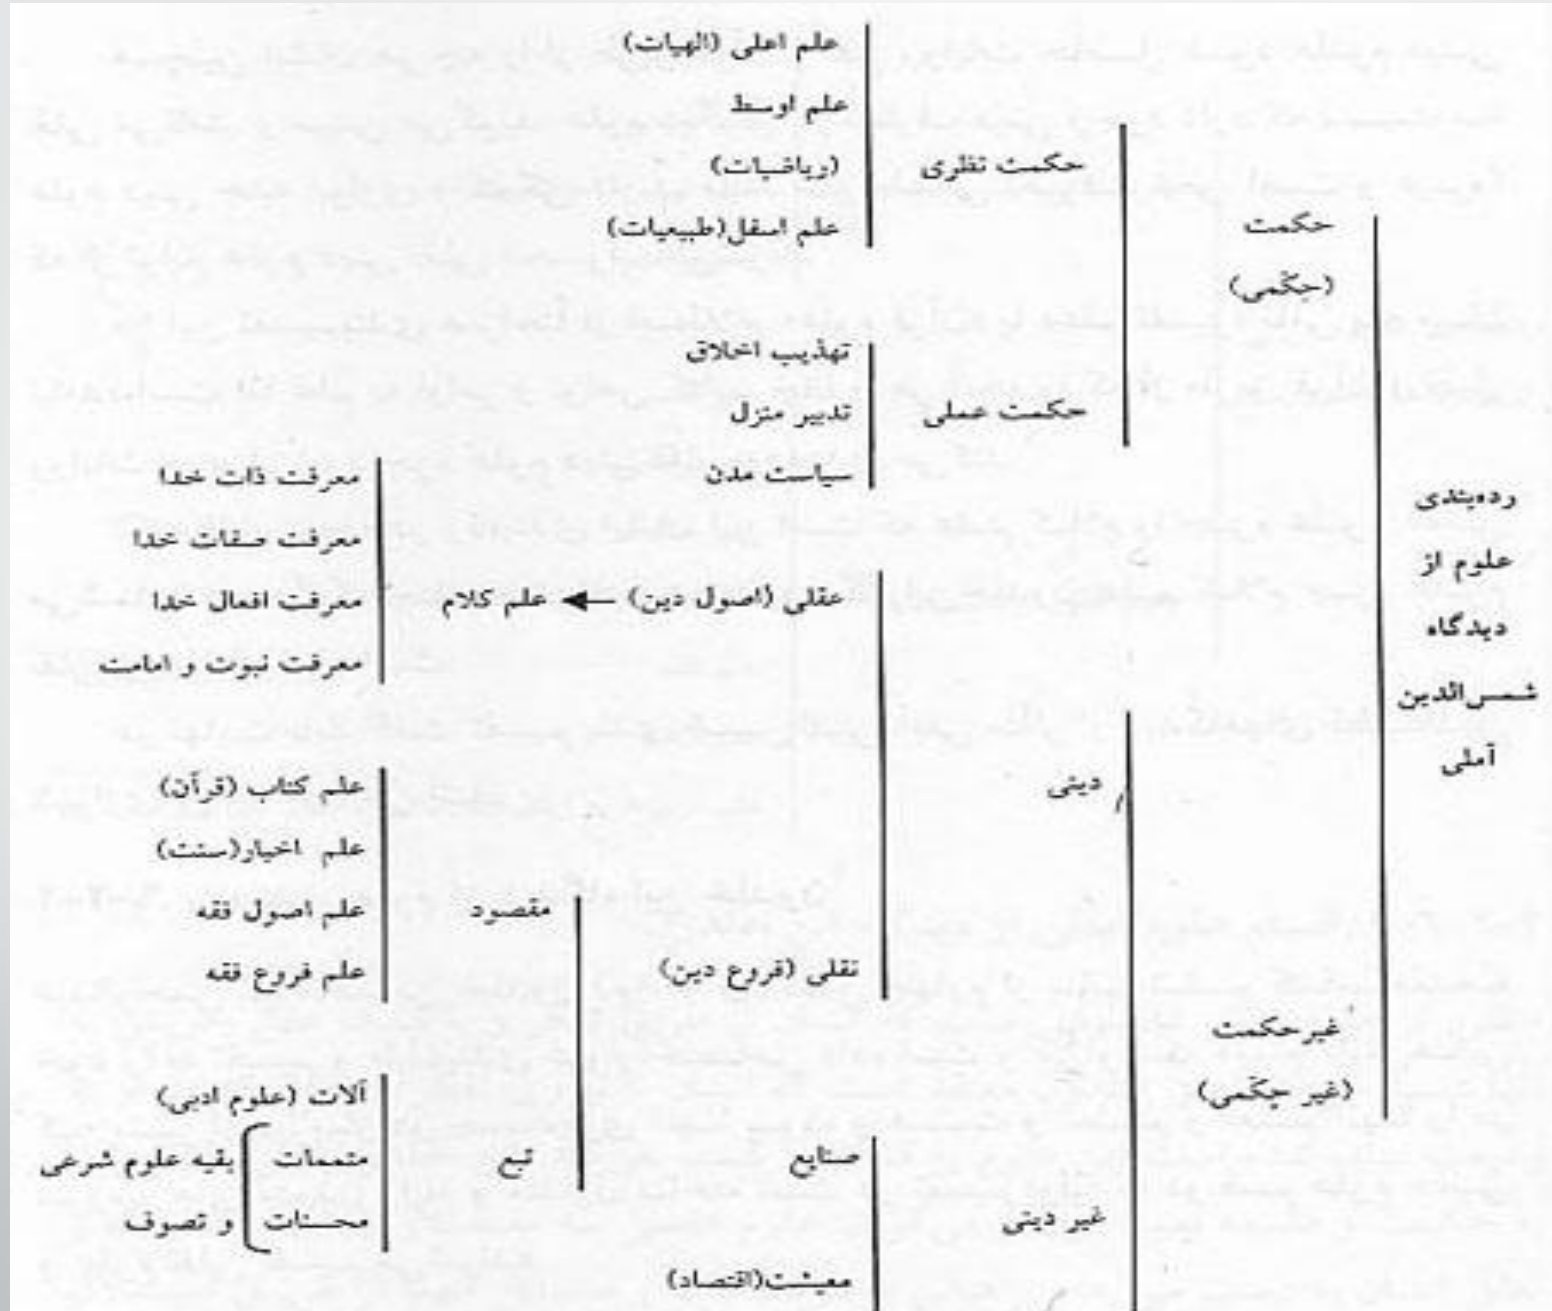 رده‌بندی
علوم از
دیدگاه
شمس‌الدین
آملی
حکمت
(حِکَمی)
حکمت نظری
علم اعلی (الهیات)
علم اوسط
(ریاضیات)
علم اسفل(طبیعیات)
حکمت عملی
تهذیب اخلاق
تدبیر منزل
سیاست مدن
غیرحکمت
(غیر حِکَمی)
دینی
عقلی (اصول دین) ← علم کلام
معرفت ذات خدا
معرفت صفات خدا
معرفت افعال خدا
معرفت نبوت و امامت
نقلی (فروع دین)
مقصود
علم کتاب (قرآن)
علم اخبار(سنت)
علم اصول فقه
علم فروع فقه
تبع
آلات (علوم ادبی)
متممات بقیه علوم شرعی
محسنات و تصوف
غیر دینی
صنایع
معیشت(اقتصاد)